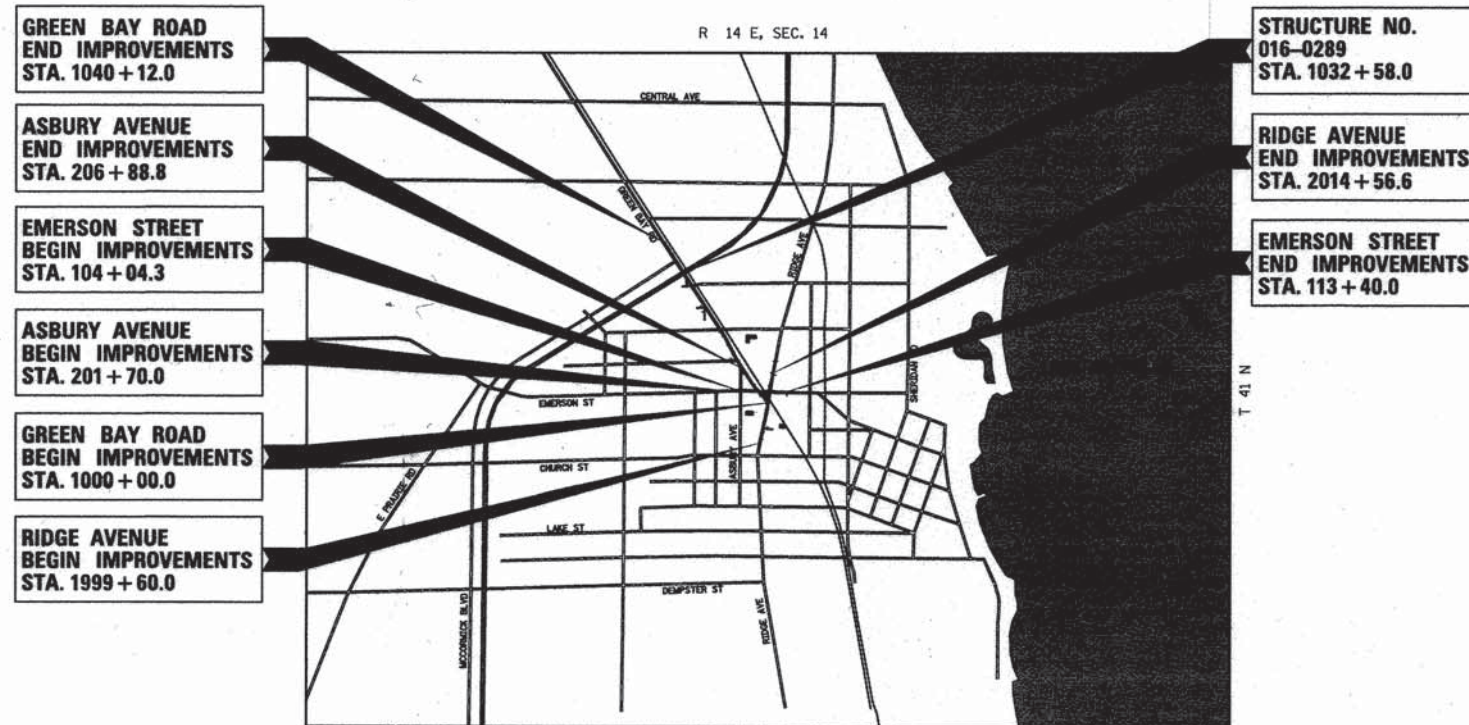 GREEN BAY ROAD
END IMPROVEMENTS
STA. 1040+12.0
ASBURY AVENUE
END IMPROVEMENTS
STA. 206+88.8
EMERSON STREET
BEGIN IMPROVEMENTS
STA. 104+04.3
ASBURY AVENUE
BEGIN IMPROVEMENTS
STA. 201+70.0
GREEN BAY ROAD
BEGIN IMPROVEMENTS
STA. 1000+00.0
RIDGE AVENUE
BEGIN IMPROVEMENTS
STA. 1999+60.0
R 14 E, SEC. 14
CENTRAL AVE
GREEN BAY RD
RIDGE AVE
SHERIDAN RD
EMERSON ST
ASBURY AVE
CHURCH ST
E PRAIRIE RD
LAKE ST
DEMPSTER ST
MCCORMICK BLVD
RIDGE AVE
T 41 N
STRUCTURE NO.
016-0289
STA. 1032+58.0
RIDGE AVENUE
END IMPROVEMENTS
STA. 2014+56.6
EMERSON STREET
END IMPROVEMENTS
STA. 113+40.0